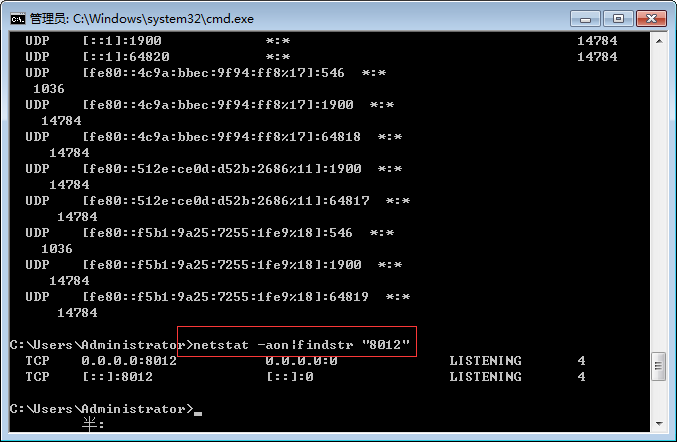 管理员: C:\Windows\system32\cmd.exe
UDP    [::1]:1900             *:*                                    14784
UDP    [::1]:64820            *:*                                    14784
UDP    [fe80::4c9a:bbec:9f94:ff8%17]:546  *:*
1036
UDP    [fe80::4c9a:bbec:9f94:ff8%17]:1900  *:*
14784
UDP    [fe80::4c9a:bbec:9f94:ff8%17]:64818  *:*
14784
UDP    [fe80::512e:ce0d:d52b:2686%11]:1900  *:*
14784
UDP    [fe80::512e:ce0d:d52b:2686%11]:64817  *:*
14784
UDP    [fe80::f5b1:9a25:7255:1fe9%18]:546  *:*
1036
UDP    [fe80::f5b1:9a25:7255:1fe9%18]:1900  *:*
14784
UDP    [fe80::f5b1:9a25:7255:1fe9%18]:64819  *:*
14784
C:\Users\Administrator>netstat -aon|findstr "8012"
TCP    0.0.0.0:8012           0.0.0.0:0              LISTENING       4
TCP    [::]:8012              [::]:0                 LISTENING       4
C:\Users\Administrator>_
半: